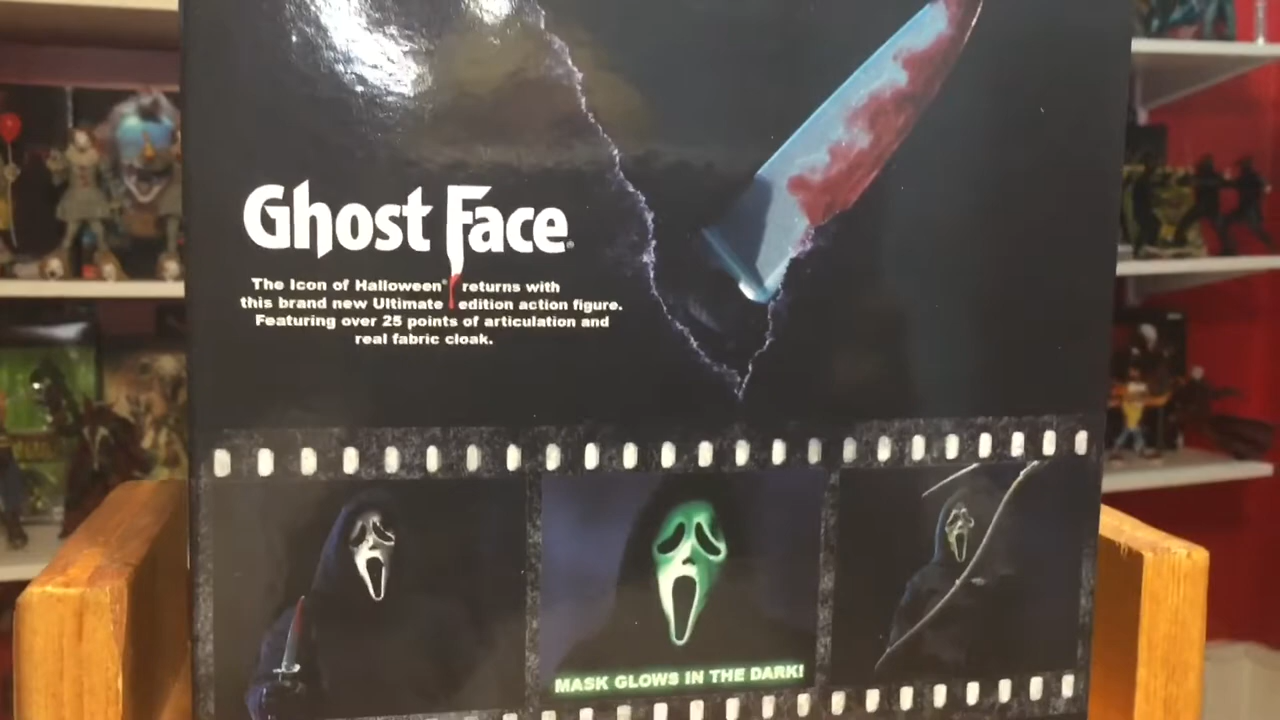 Ghost Face®
The Icon of Halloween® returns with
this brand new Ultimate edition action figure.
Featuring over 25 points of articulation and
real fabric cloak.
MASK GLOWS IN THE DARK!